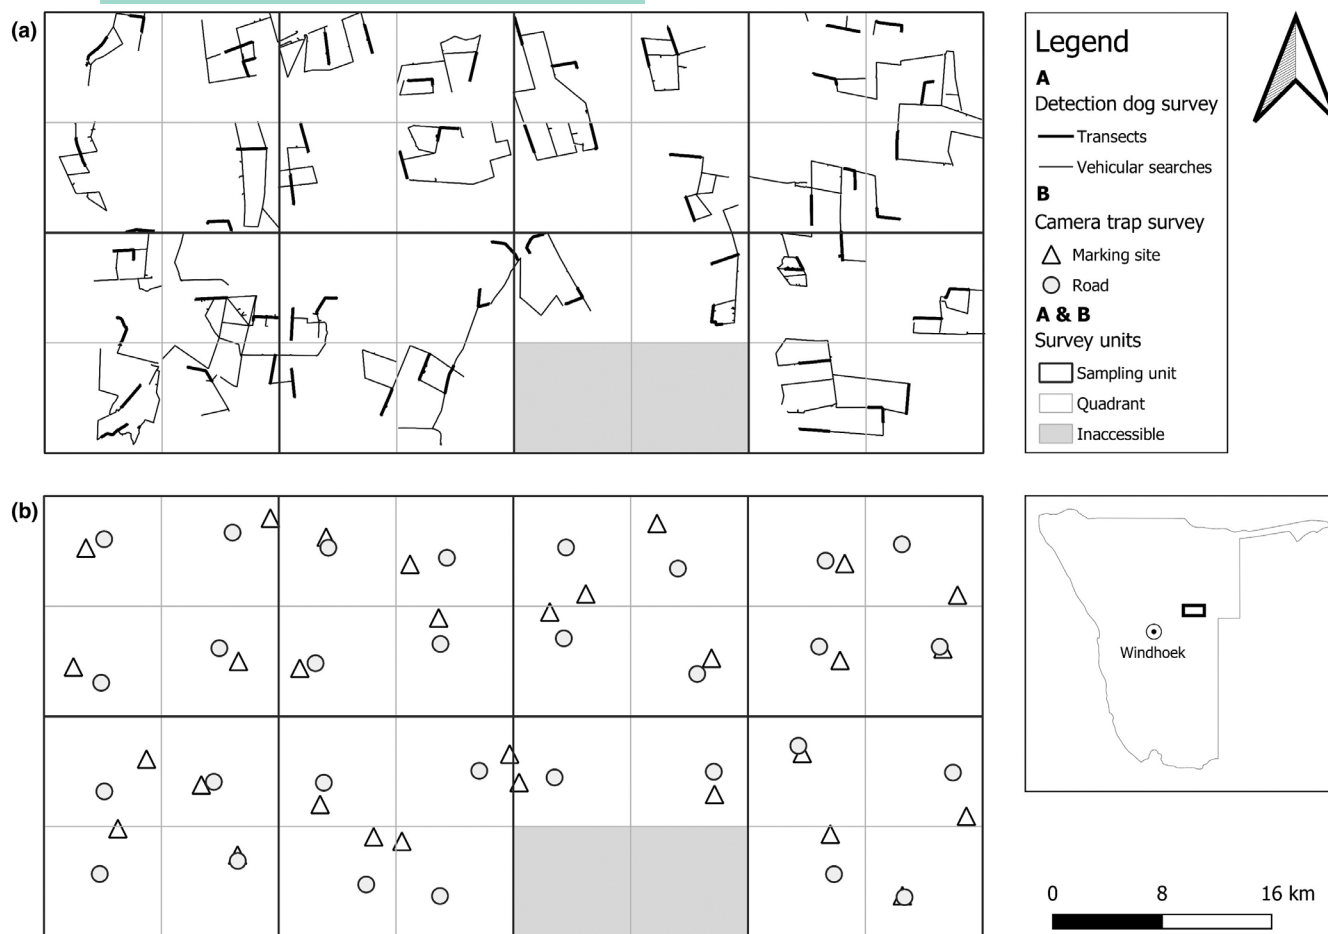 (a)
Legend
A
Detection dog survey
Transects
Vehicular searches
B
Camera trap survey
Marking site
Road
A & B
Survey units
Sampling unit
Quadrant
Inaccessible
(b)
Windhoek
0 8 16 km